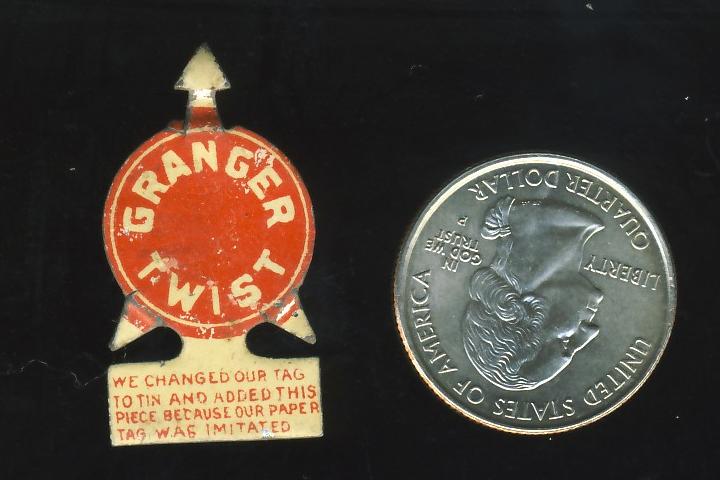 GRANGER
TWIST
WE CHANGED OUR TAG
TO TIN AND ADDED THIS
PIECE BECAUSE OUR PAPER
TAG WAS IMITATED
UNITED STATES OF AMERICA
LIBERTY
IN
GOD WE
TRUST
P
QUARTER DOLLAR